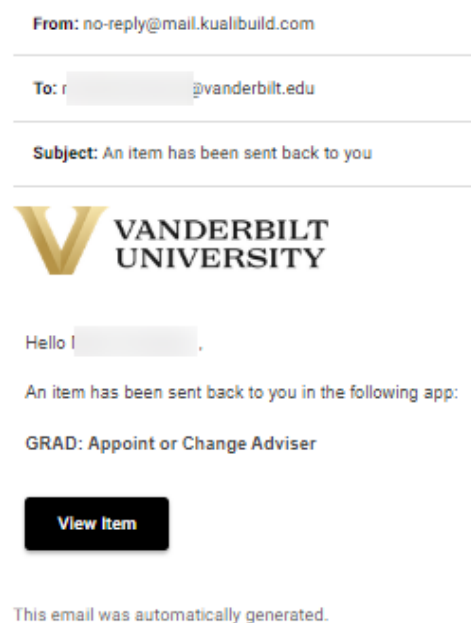 From: no-reply@mail.kualibuild.com
To: @vanderbilt.edu
Subject: An item has been sent back to you
VANDERBILT
UNIVERSITY
Hello ,
An item has been sent back to you in the following app:
GRAD: Appoint or Change Adviser
View Item
This email was automatically generated.